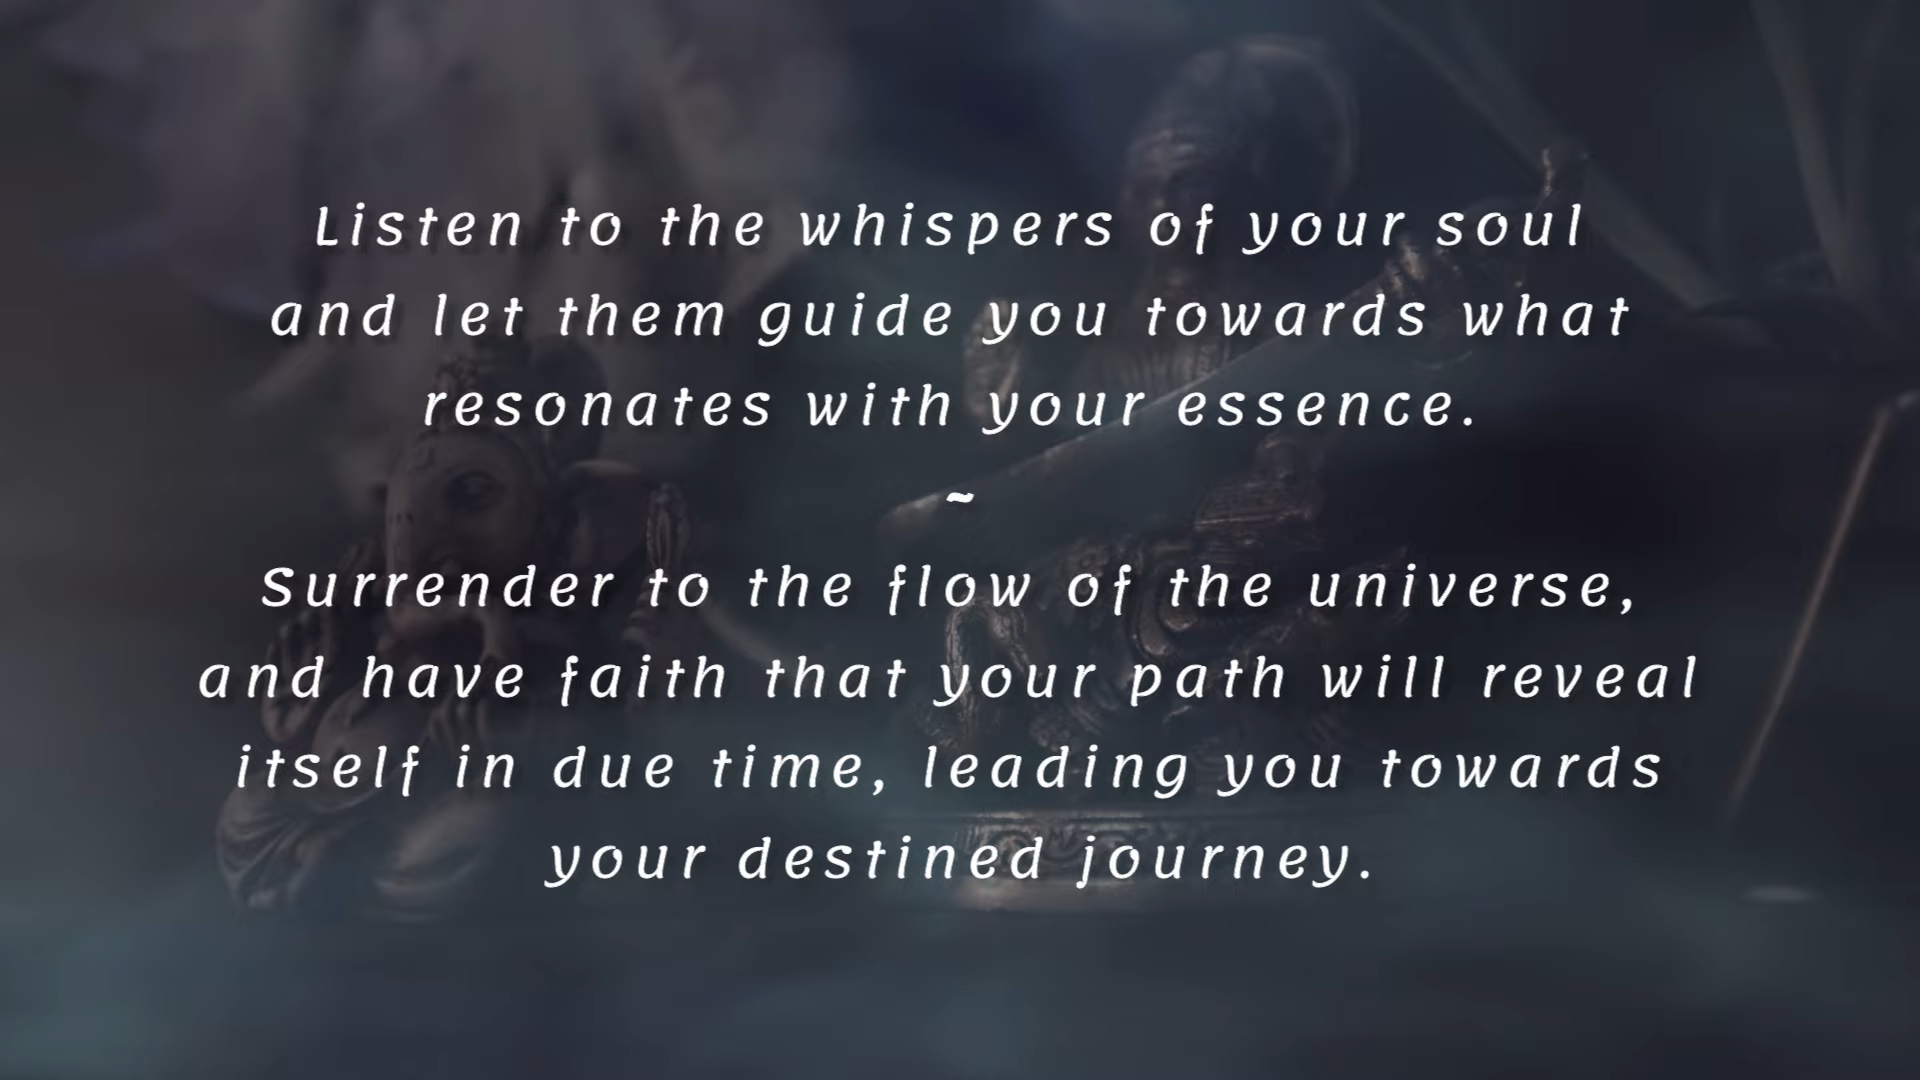 Listen to the whispers of your soul
and let them guide you towards what
resonates with your essence.
~
Surrender to the flow of the universe,
and have faith that your path will reveal
itself in due time, leading you towards
your destined journey.